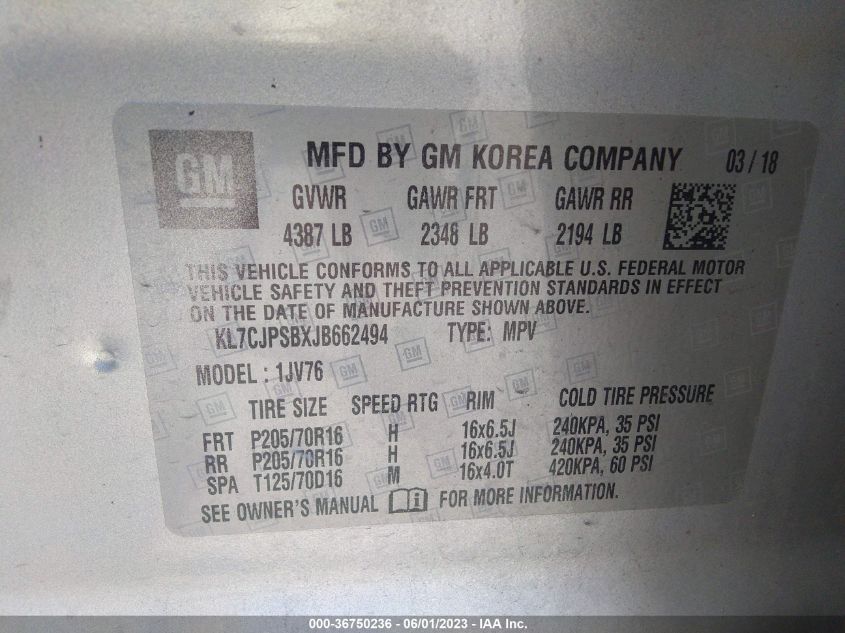 GM
MFD BY GM KOREA COMPANY 03/18
GVWR GAWR FRT GAWR RR
4387 LB 2348 LB 2194 LB
THIS VEHICLE CONFORMS TO ALL APPLICABLE U.S. FEDERAL MOTOR
VEHICLE SAFETY AND THEFT PREVENTION STANDARDS IN EFFECT
ON THE DATE OF MANUFACTURE SHOWN ABOVE.
KL7CJPSBXJB662494 TYPE: MPV
MODEL : 1JV76
TIRE SIZE SPEED RTG RIM COLD TIRE PRESSURE
FRT P205/70R16 H 16x6.5J 240KPA, 35 PSI
RR P205/70R16 H 16x6.5J 240KPA, 35 PSI
SPA T125/70D16 M 16x4.0T 420KPA, 60 PSI
SEE OWNER'S MANUAL FOR MORE INFORMATION.
000-36750236 - 06/01/2023 - IAA Inc.